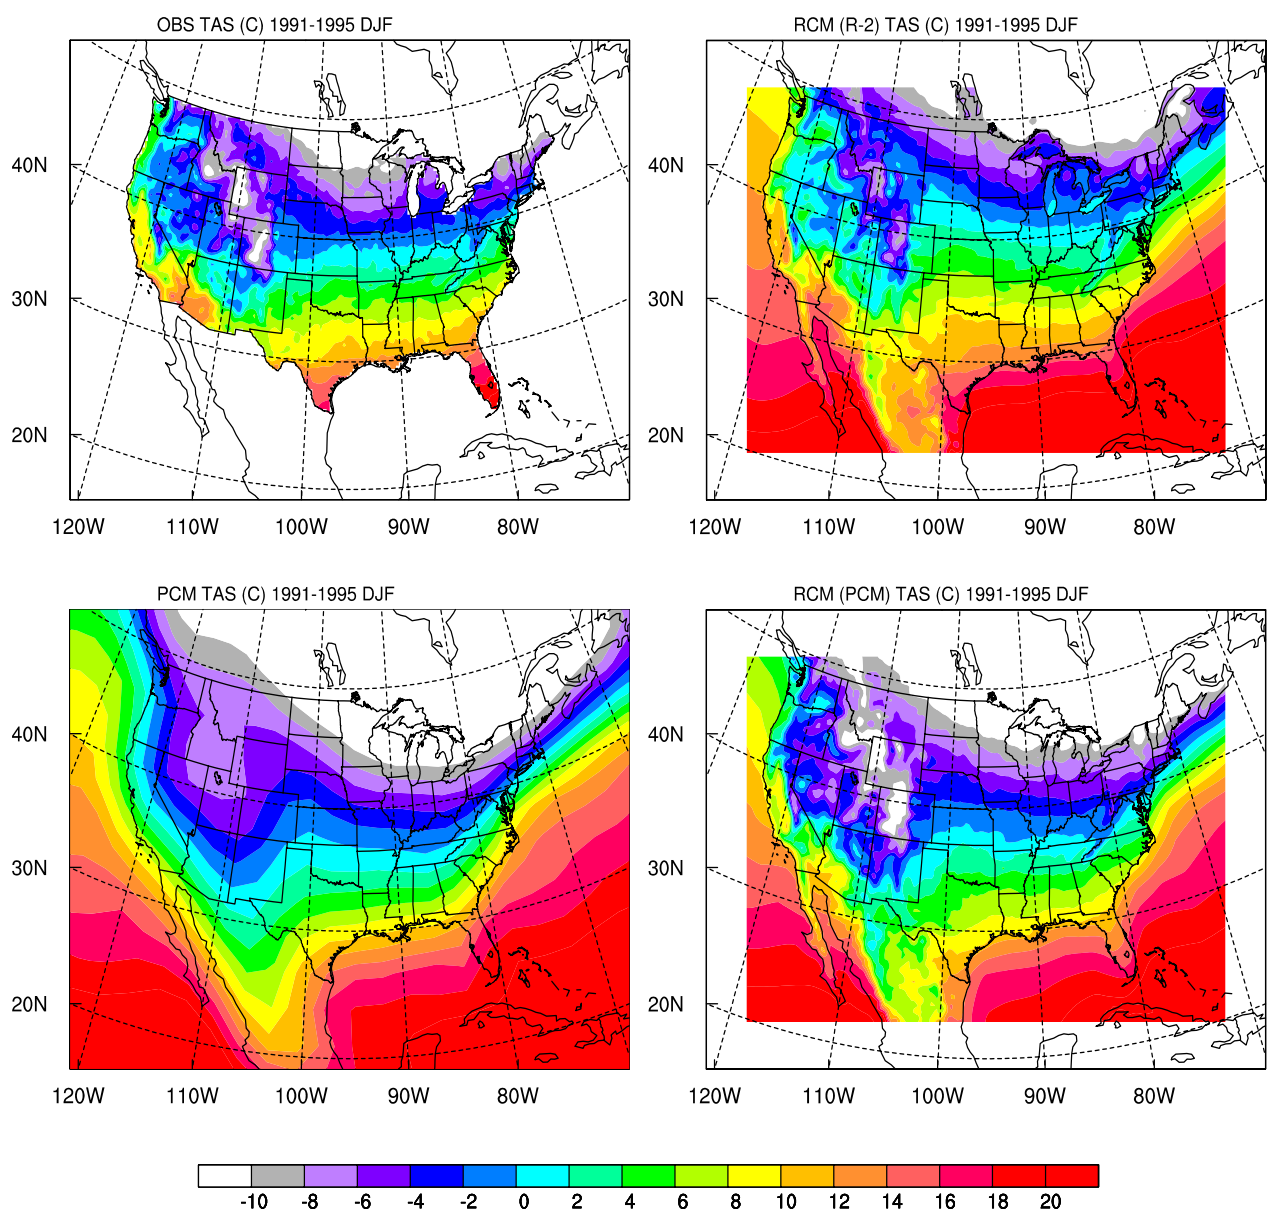 OBS TAS (C) 1991-1995 DJF
RCM (R-2) TAS (C) 1991-1995 DJF
40N
30N
20N
120W 110W 100W 90W 80W
40N
30N
20N
120W 110W 100W 90W 80W
PCM TAS (C) 1991-1995 DJF
RCM (PCM) TAS (C) 1991-1995 DJF
40N
30N
20N
120W 110W 100W 90W 80W
40N
30N
20N
120W 110W 100W 90W 80W
-10 -8 -6 -4 -2 0 2 4 6 8 10 12 14 16 18 20